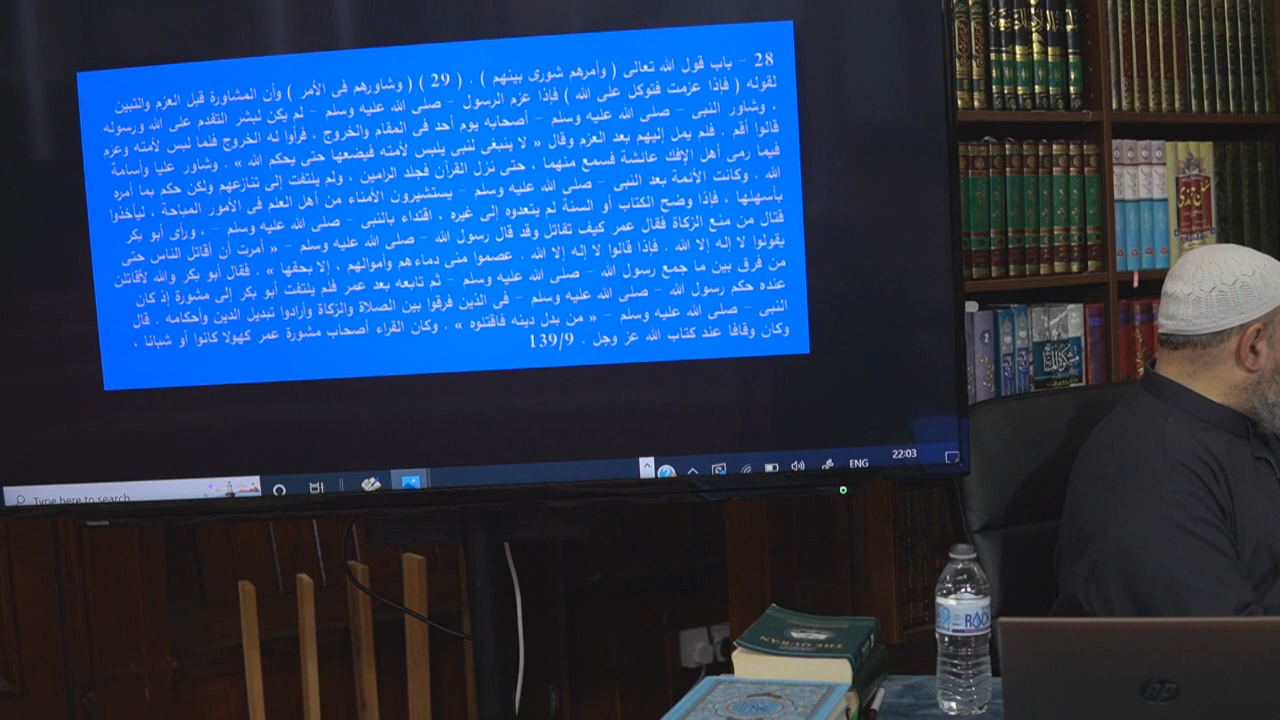 28 – باب قول الله تعالى ( وأمرهم شورى بينهم ) . ( 29 ) ( وشاورهم فى الأمر ) وأن المشاورة قبل العزم والتبين
لقوله ( فإذا عزمت فتوكل على الله ) فإذا عزم الرسول – صلى الله عليه وسلم – لم يكن لبشر التقدم على الله ورسوله
، وشاور النبى – صلى الله عليه وسلم – أصحابه يوم أحد فى المقام والخروج ، فرأوا له الخروج فلما لبس لأمته وعزم
قالوا أقم . فلم يمل إليهم بعد العزم وقال « لا ينبغى لنبى يلبس لأمته فيضعها حتى يحكم الله » . وشاور عليا وأسامة
فيما رمى أهل الإفك عائشة فسمع منهما ، حتى نزل القرآن فجلد الرامين ، ولم يلتفت إلى تنازعهم ولكن حكم بما أمره
الله . وكانت الأئمة بعد النبى – صلى الله عليه وسلم – يستشيرون الأمناء من أهل العلم فى الأمور المباحة ، ليأخذوا
بأسهلها ، فإذا وضح الكتاب أو السنة لم يتعدوه إلى غيره ، اقتداء بالنبى – صلى الله عليه وسلم – ، ورأى أبو بكر
قتال من منع الزكاة فقال عمر كيف تقاتل وقد قال رسول الله – صلى الله عليه وسلم – « أمرت أن أقاتل الناس حتى
يقولوا لا إله إلا الله . فإذا قالوا لا إله إلا الله . عصموا منى دماءهم وأموالهم ، إلا بحقها » . فقال أبو بكر والله لأقاتلن
من فرق بين ما جمع رسول الله – صلى الله عليه وسلم – ثم تابعه بعد عمر فلم يلتفت أبو بكر إلى مشورة إذ كان
عنده حكم رسول الله – صلى الله عليه وسلم – فى الذين فرقوا بين الصلاة والزكاة وأرادوا تبديل الدين وأحكامه . قال
النبى – صلى الله عليه وسلم – « من بدل دينه فاقتلوه » . وكان القراء أصحاب مشورة عمر كهولا كانوا أو شبانا ،
وكان وقافا عند كتاب الله عز وجل . 139/9
Type here to search
ENG
22:03
TOSHIBA
THE QUR'AN
hp